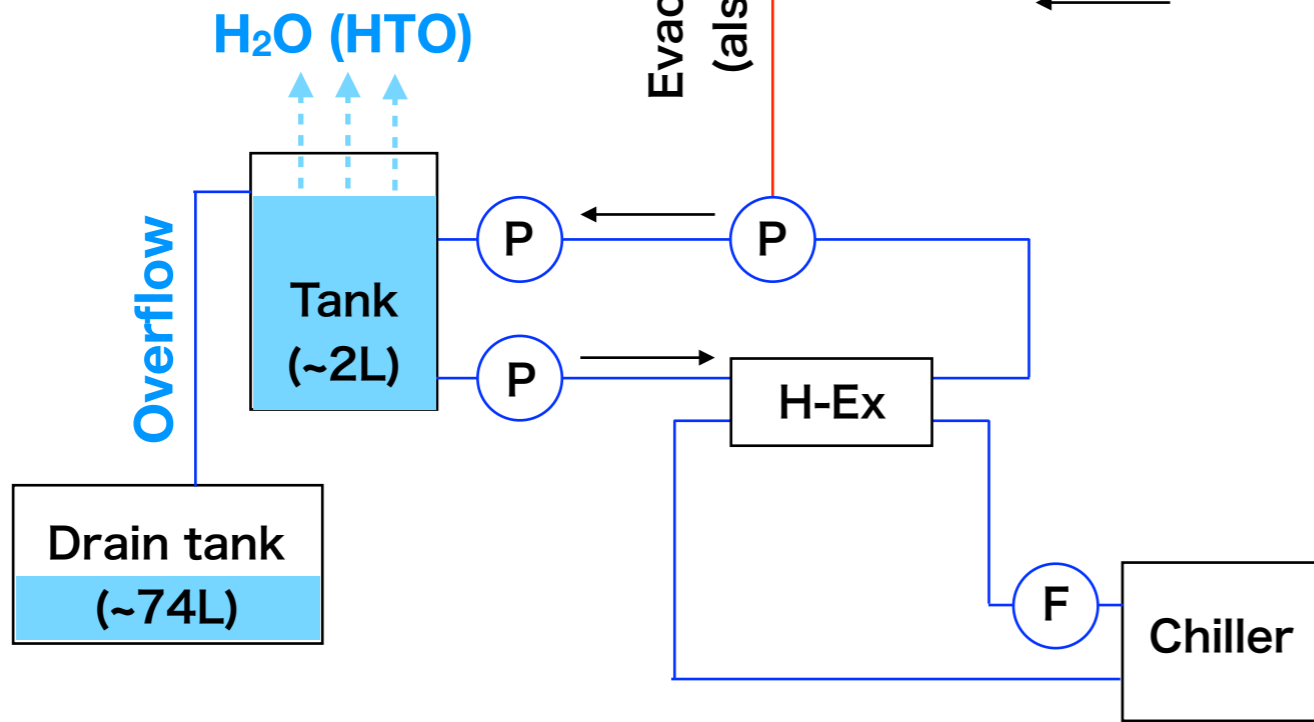 H₂O (HTO)
Overflow
Tank
(~2L)
P
P
P
H-Ex
Drain tank
(~74L)
F
Chiller